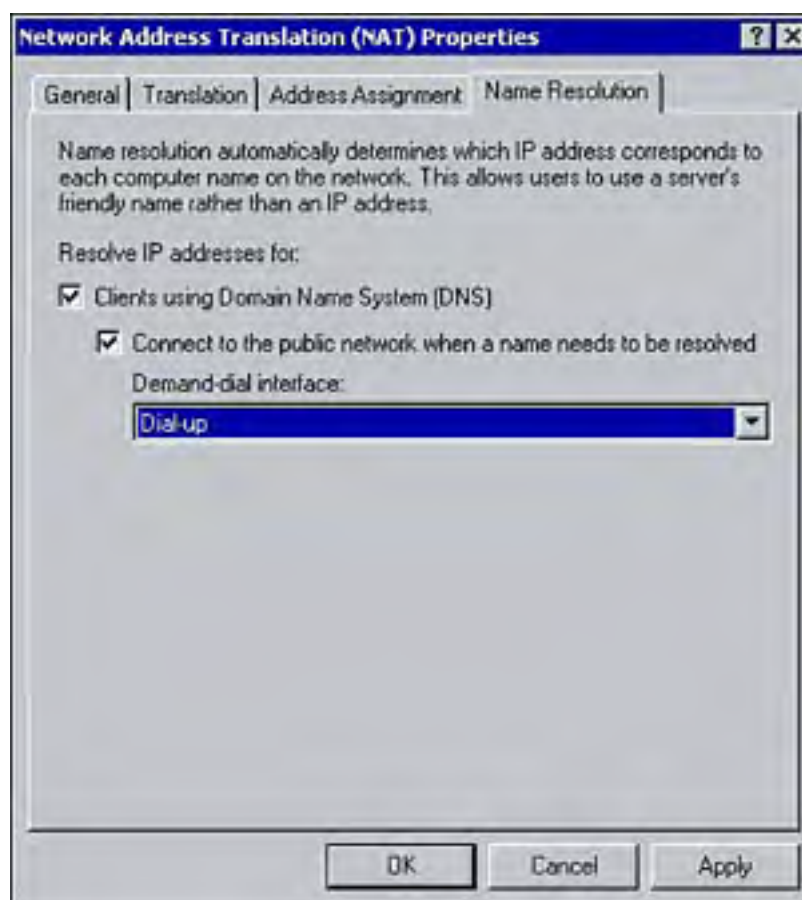 Network Address Translation (NAT) Properties
? X
General Translation Address Assignment Name Resolution
Name resolution automatically determines which IP address corresponds to
each computer name on the network. This allows users to use a server's
friendly name rather than an IP address.
Resolve IP addresses for:
Clients using Domain Name System (DNS)
Connect to the public network when a name needs to be resolved
Demand-dial interface:
Dial-up
OK Cancel Apply